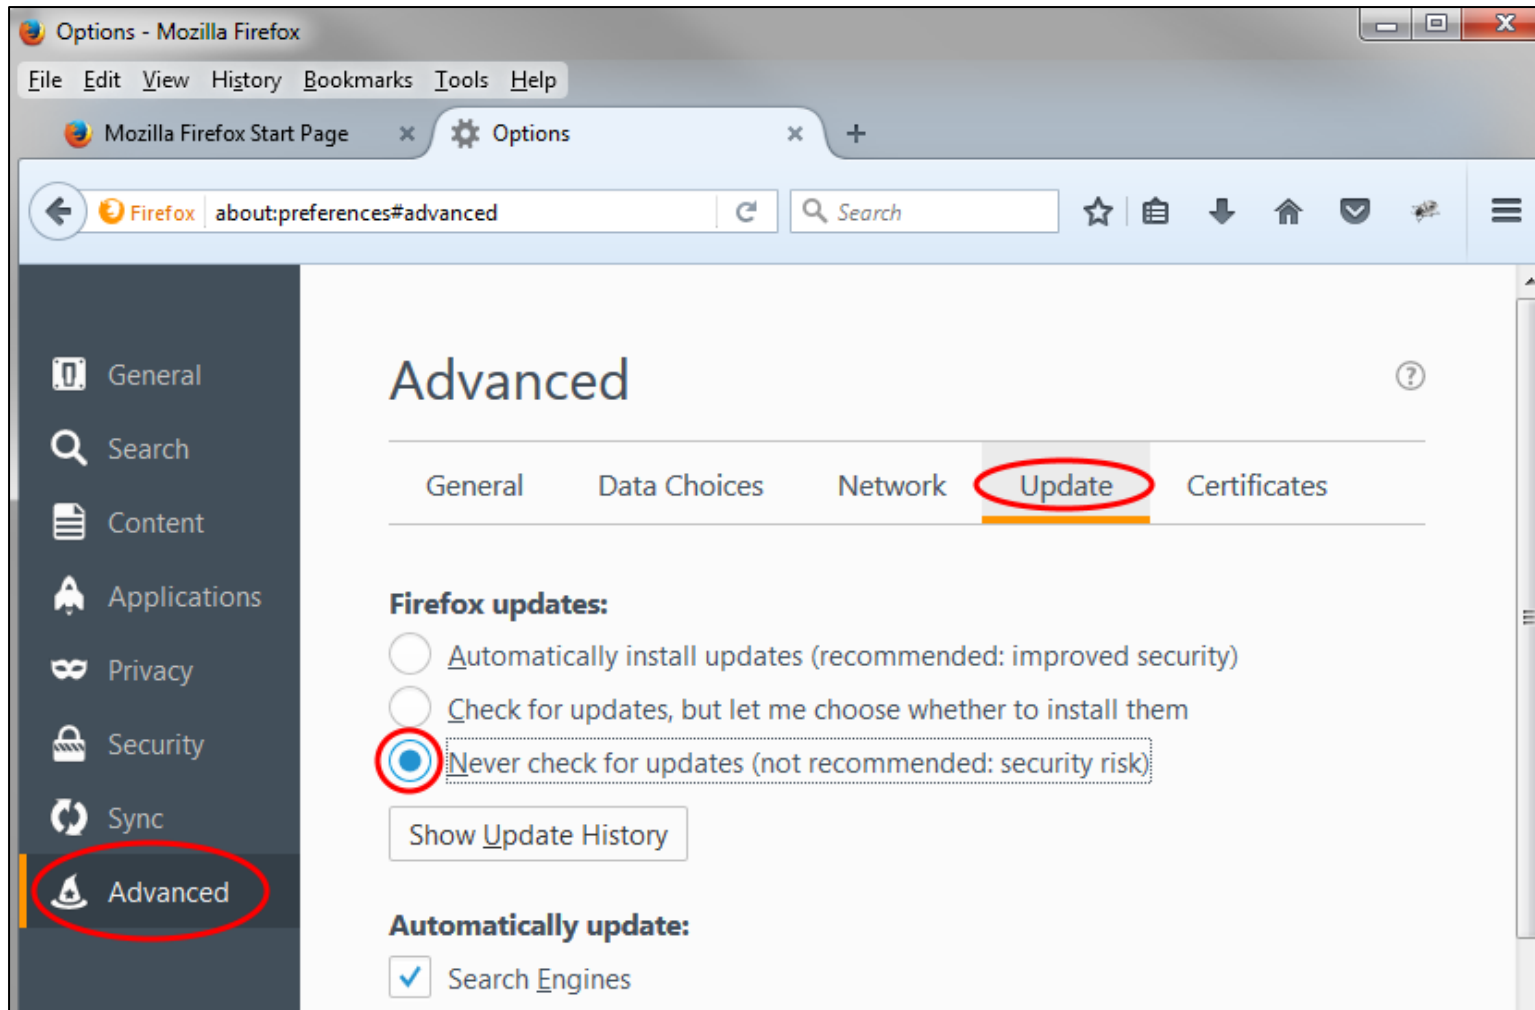 Options - Mozilla Firefox
File Edit View History Bookmarks Tools Help
Mozilla Firefox Start Page Options
Firefox about:preferences#advanced Search
General
Search
Content
Applications
Privacy
Security
Sync
Advanced
Advanced
General Data Choices Network Update Certificates
Firefox updates:
Automatically install updates (recommended: improved security)
Check for updates, but let me choose whether to install them
Never check for updates (not recommended: security risk)
Show Update History
Automatically update:
Search Engines